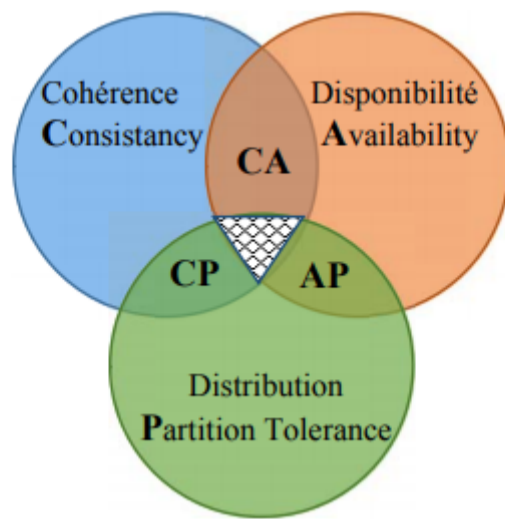 Cohérence
Consistancy
Disponibilité
Availability
CA
CP
AP
Distribution
Partition Tolerance